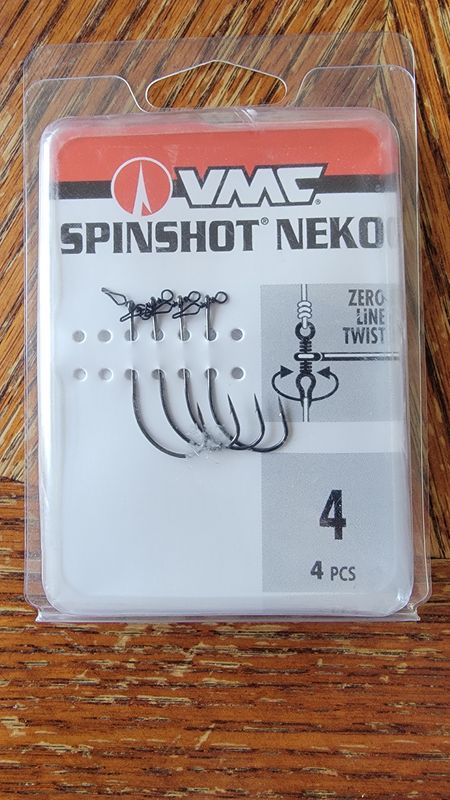 VMC®
SPINSHOT® NEKO
ZERO
LINE
TWIST
4
4 PCS